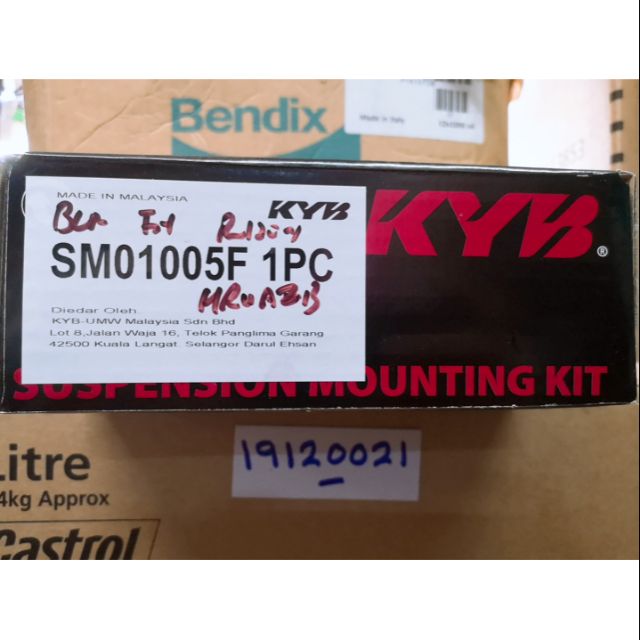 Bendix
Made in Italy
MADE IN MALAYSIA
KYB
KYB®
SM01005F 1PC
Diedar Oleh
KYB-UMW Malaysia Sdn Bhd
Lot 8,Jalan Waja 16, Telok Panglima Garang
42500 Kuala Langat. Selangor Darul Ehsan
SUSPENSION MOUNTING KIT
19120021
Litre
4kg Approx
Castrol